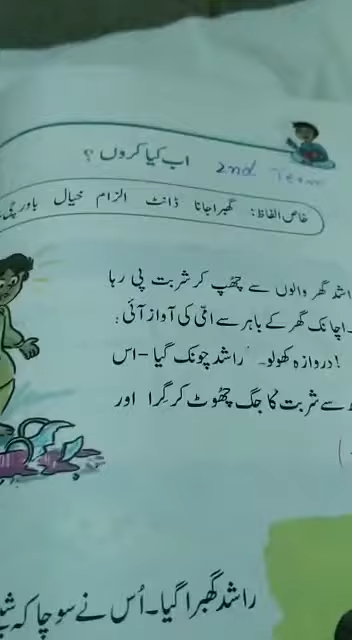 اب کیا کروں ؟
2nd Term
خاص الفاظ: گھبرا جانا ڈانٹ الزام خیال
راشد گھر والوں سے چھپ کر شربت پی رہا
۔ اچانک گھر کے باہر سے امّی کی آواز آئی :
! دروازہ کھولو۔ راشد چونک گیا - اس
سے شربت کا جگ چھوٹ کر گرا اور
راشد گھبرا گیا۔ اُس نے سوچا کہ